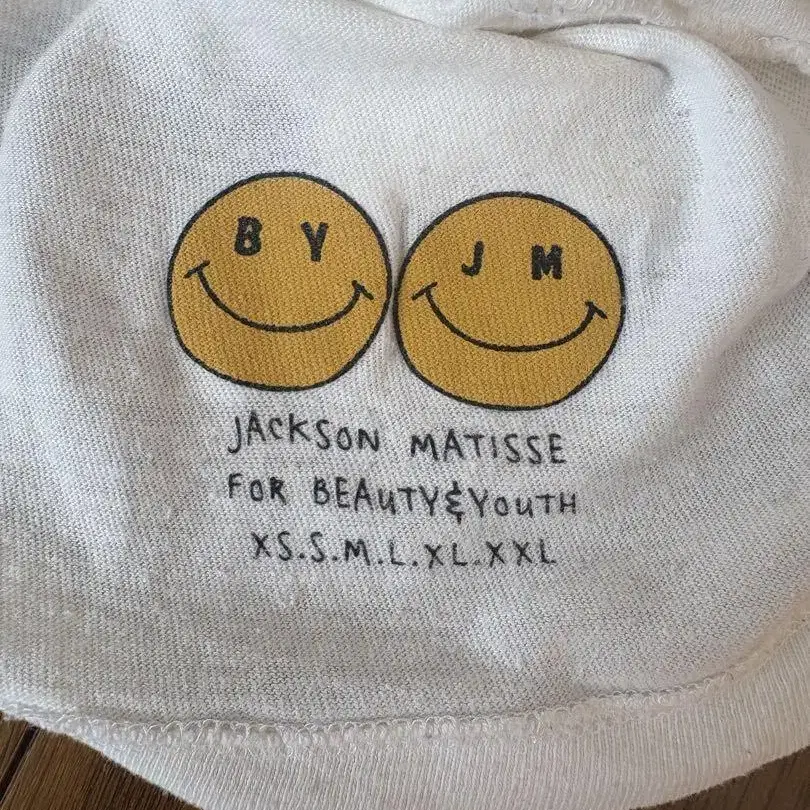 B Y J M
JACKSON MATISSE
FOR BEAUTY&YOUTH
XS.S.M.L.XL.XXL